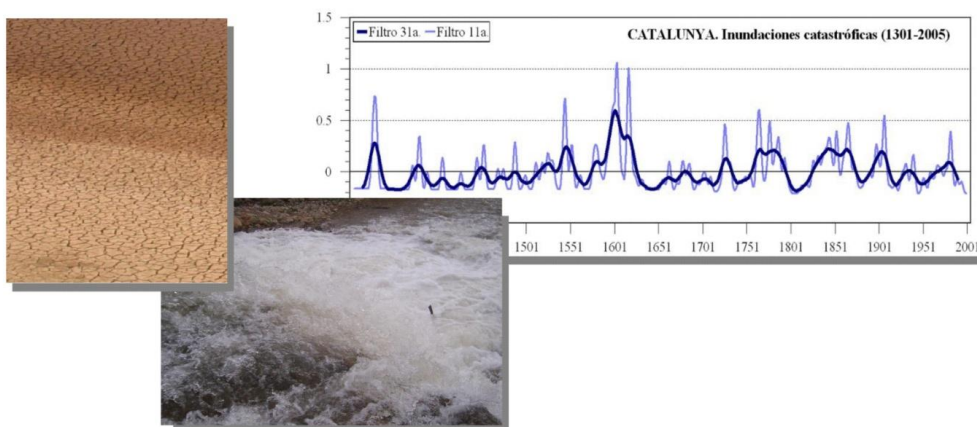 1.5
Filtro 31a. Filtro 11a.
CATALUNYA. Inundaciones catastróficas (1301-2005)
1
0.5
0
1501 1551 1601 1651 1701 1751 1801 1851 1901 1951 2001